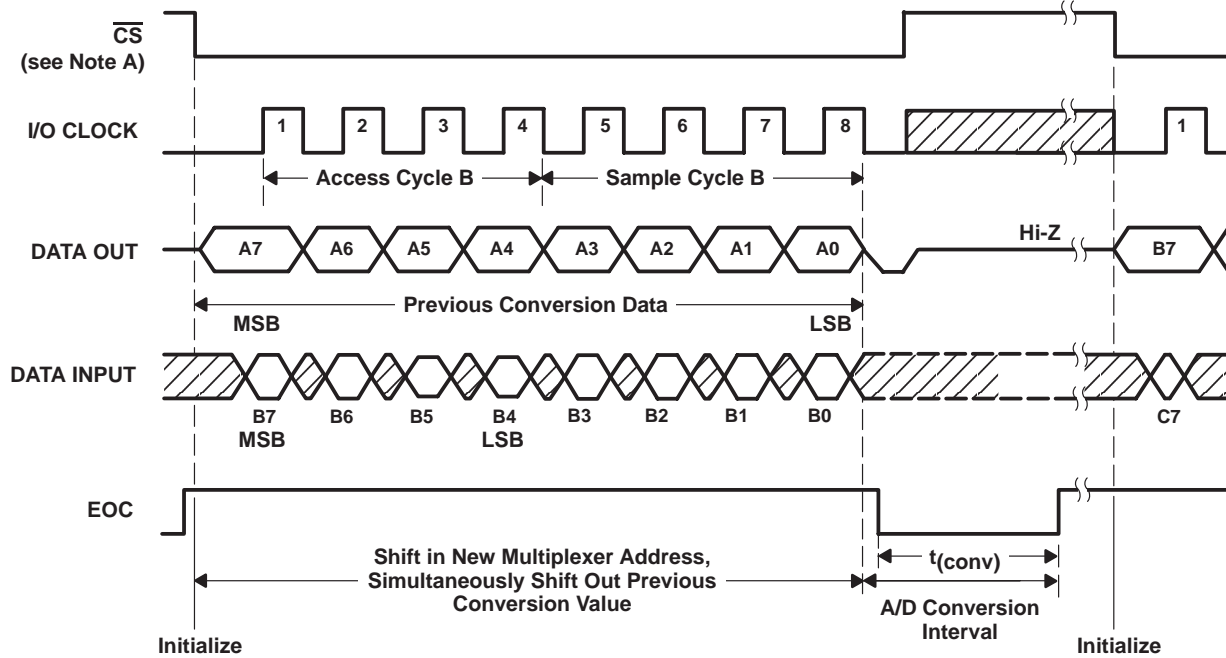 CS
(see Note A)
I/O CLOCK
1 2 3 4 5 6 7 8 1
Access Cycle B Sample Cycle B
DATA OUT
A7 A6 A5 A4 A3 A2 A1 A0 Hi-Z B7
Previous Conversion Data
MSB LSB
DATA INPUT
B7 B6 B5 B4 B3 B2 B1 B0 C7
MSB LSB
EOC
Shift in New Multiplexer Address,
Simultaneously Shift Out Previous
Conversion Value
t(conv)
A/D Conversion
Interval
Initialize Initialize